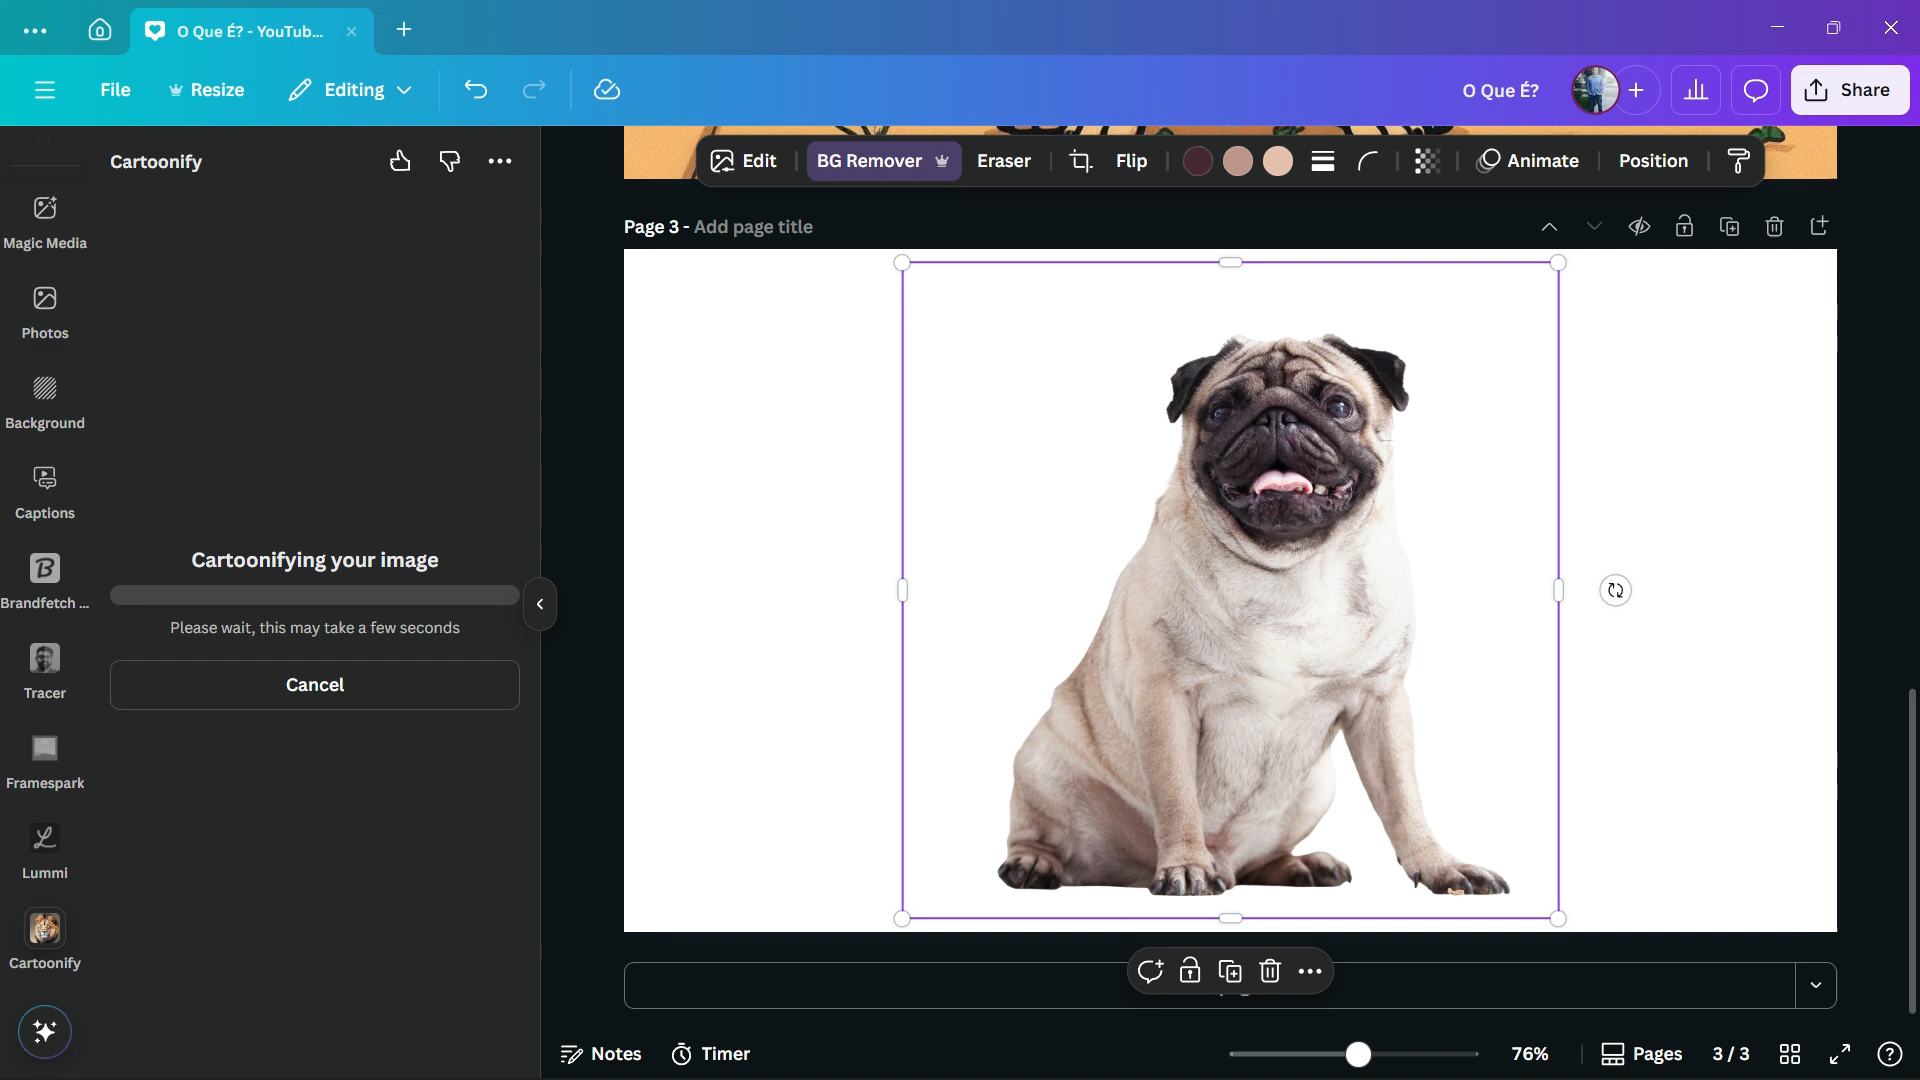 O Que É? - YouTub...
File
Resize
Editing
O Que É?
Share
Cartoonify
Edit
BG Remover
Eraser
Flip
Animate
Position
Magic Media
Photos
Background
Captions
Brandfetch ...
Tracer
Framespark
Lummi
Cartoonify
Page 3 - Add page title
Cartoonifying your image
Please wait, this may take a few seconds
Cancel
Notes
Timer
76%
Pages
3 / 3